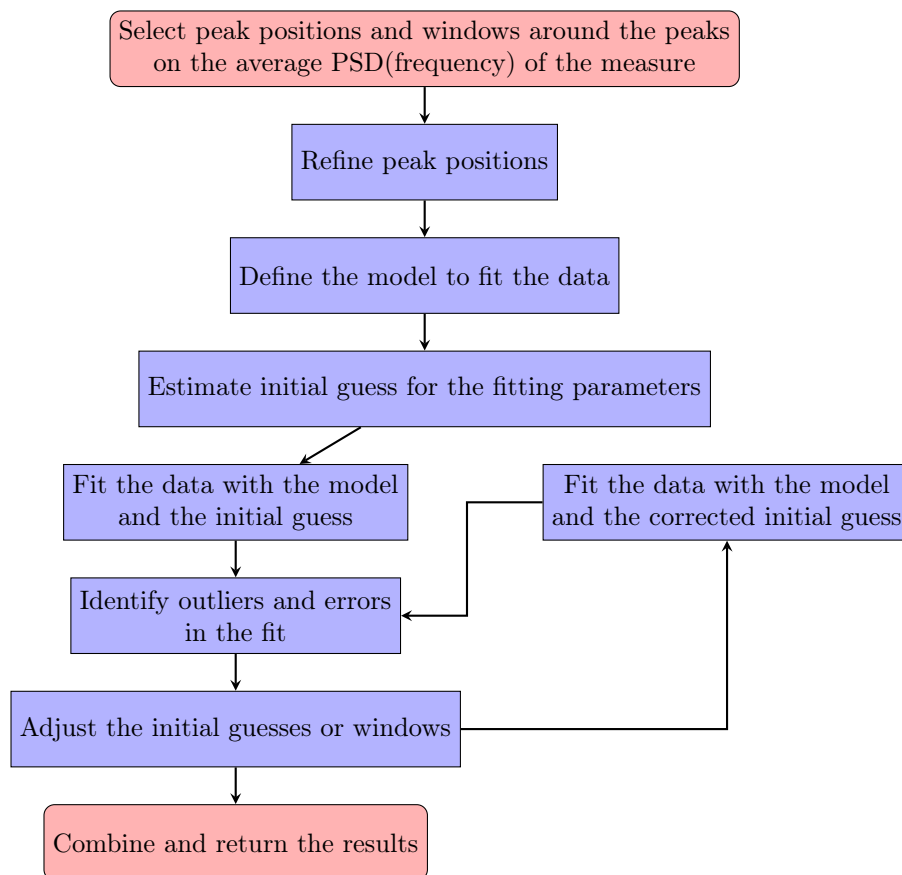 Select peak positions and windows around the peaks
on the average PSD(frequency) of the measure
Refine peak positions
Define the model to fit the data
Estimate initial guess for the fitting parameters
Fit the data with the model
and the initial guess
Fit the data with the model
and the corrected initial guess
Identify outliers and errors
in the fit
Adjust the initial guesses or windows
Combine and return the results